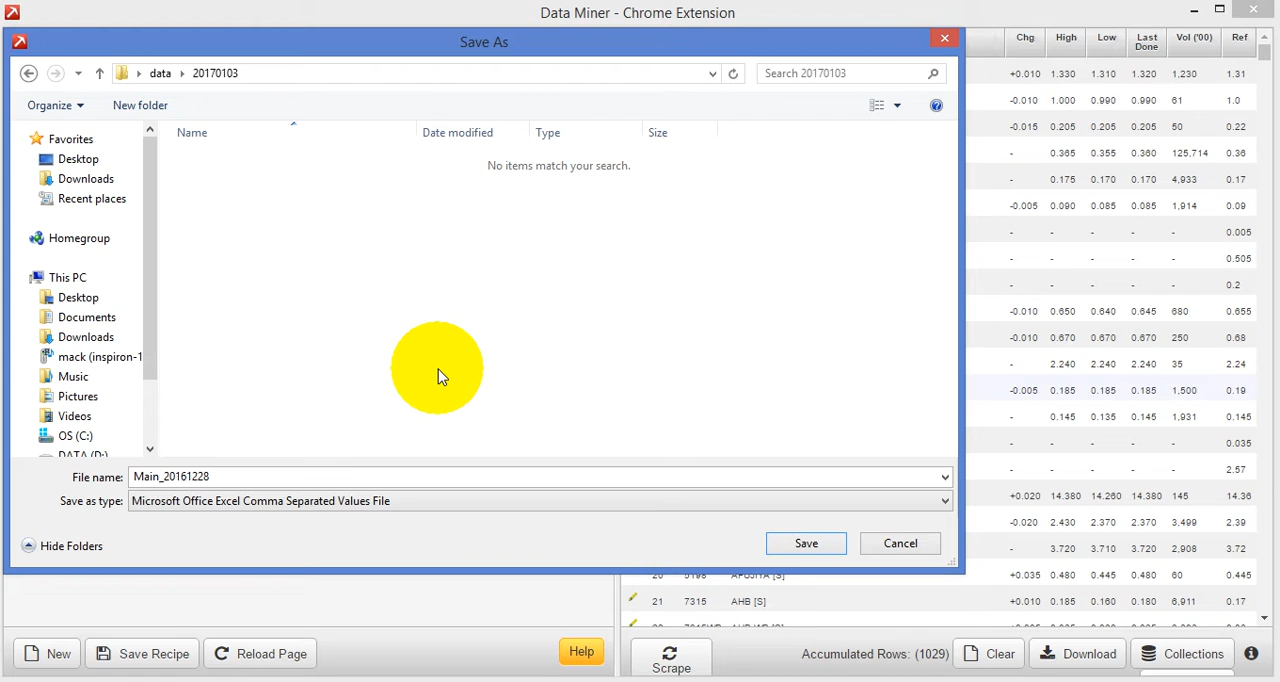 Data Miner - Chrome Extension
Save As
data 20170103
Search 20170103
Organize New folder
Name Date modified Type Size
No items match your search.
Favorites
Desktop
Downloads
Recent places
Homegroup
This PC
Desktop
Documents
Downloads
mack (inspiron-1
Music
Pictures
Videos
OS (C:)
DATA (D:)
File name: Main_20161228
Save as type: Microsoft Office Excel Comma Separated Values File
Hide Folders
Save Cancel
Chg High Low Last Done Vol ('00) Ref
+0.010 1.330 1.310 1.320 1,230 1.31
-0.010 1.000 0.990 0.990 61 1.0
-0.015 0.205 0.205 0.205 50 0.22
- 0.365 0.355 0.360 125,714 0.36
- 0.175 0.170 0.170 4,933 0.17
-0.005 0.090 0.085 0.085 1,914 0.09
- - - - - 0.005
- - - - - 0.505
- - - - - 0.2
-0.010 0.650 0.640 0.645 680 0.655
-0.010 0.670 0.670 0.670 250 0.68
- 2.240 2.240 2.240 35 2.24
-0.005 0.185 0.185 0.185 1,500 0.19
- 0.145 0.135 0.145 1,931 0.145
- - - - - 0.035
- - - - - 2.57
+0.020 14.380 14.260 14.380 145 14.36
-0.020 2.430 2.370 2.370 3,499 2.39
- 3.720 3.710 3.720 2,908 3.72
20 5198 AFUJIYA [S] +0.035 0.480 0.445 0.480 60 0.445
21 7315 AHB [S] +0.010 0.185 0.160 0.180 6,911 0.17
New Save Recipe Reload Page Help
Scrape Accumulated Rows: (1029) Clear Download Collections